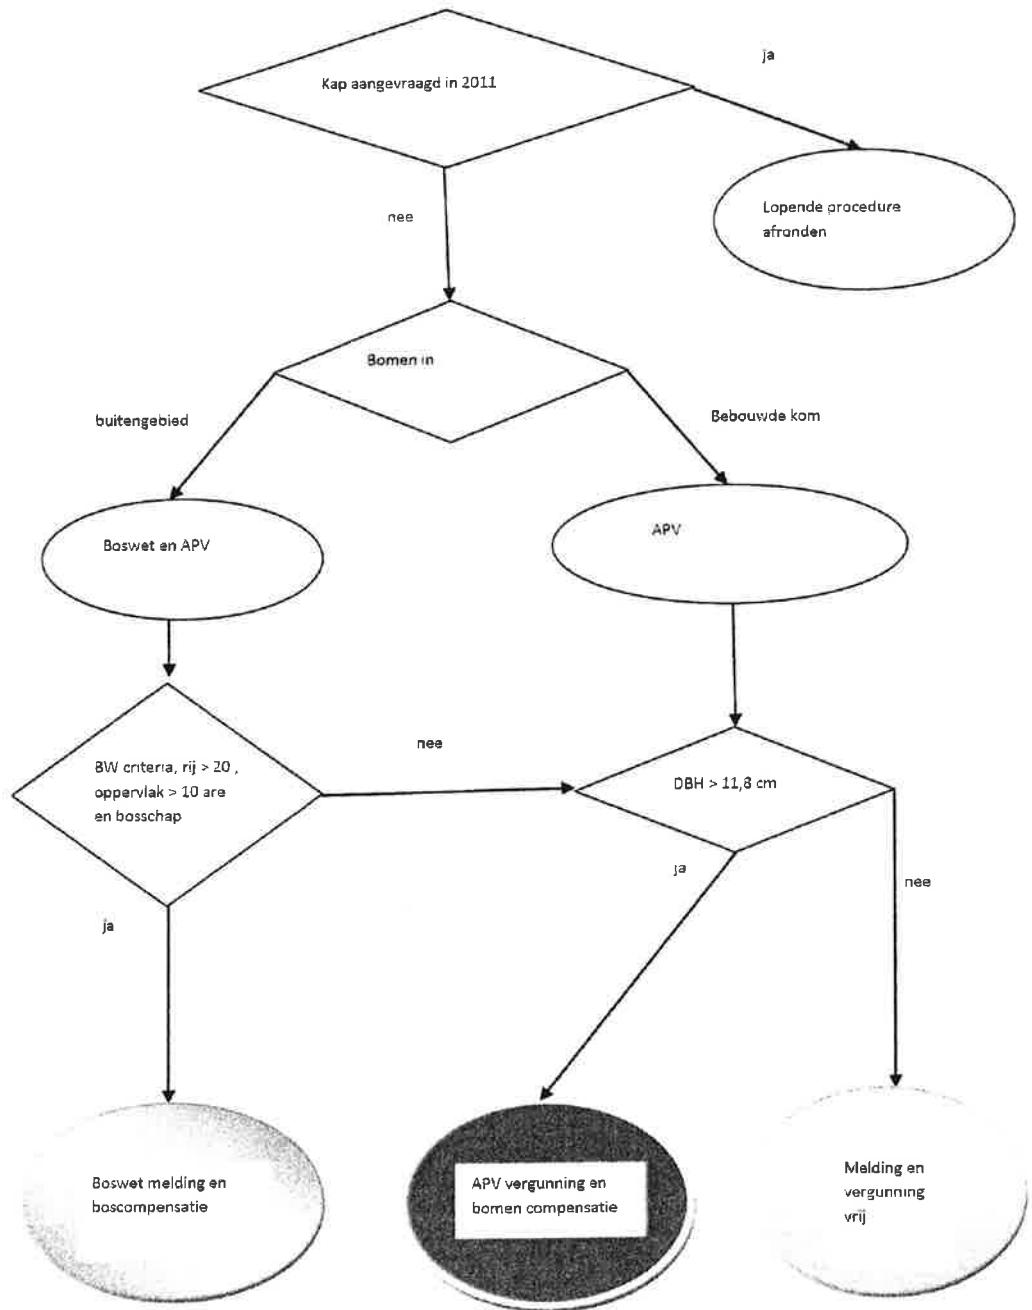 ja
Kap aangevraagd in 2011
Lopende procedure
afronden
nee
Bomen in
buitengebied
Bebouwde kom
Boswet en APV
APV
nee
BW criteria, rij > 20 ,
oppervlak > 10 are
en bosschap
DBH > 11,8 cm
ja
nee
ja
Boswet melding en
boscompensatie
APV vergunning en
bomen compensatie
Melding en
vergunning
vrij